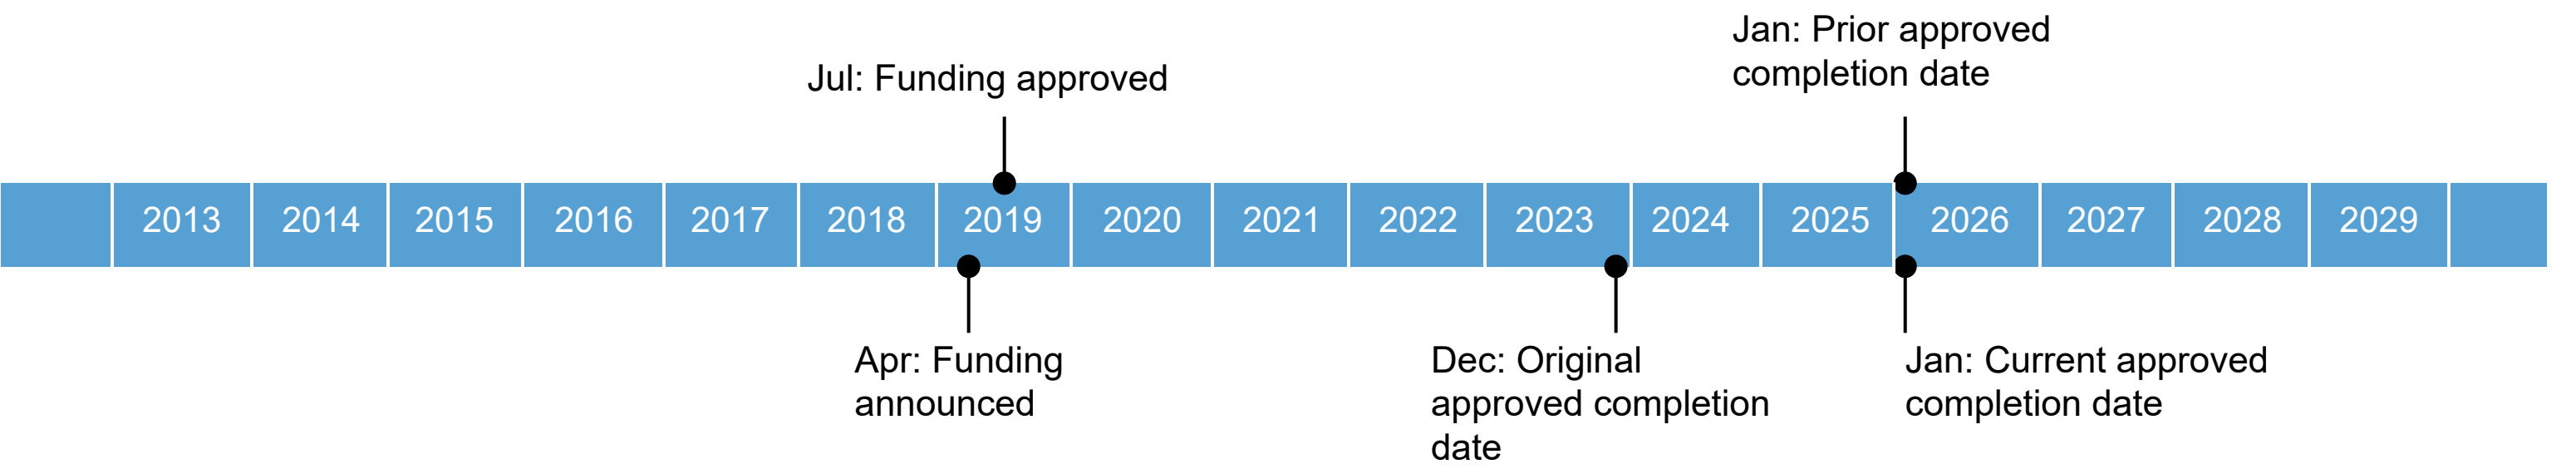 Jan: Prior approved
completion date
Jul: Funding approved
2013 2014 2015 2016 2017 2018 2019 2020 2021 2022 2023 2024 2025 2026 2027 2028 2029
Apr: Funding
announced
Dec: Original
approved completion
date
Jan: Current approved
completion date